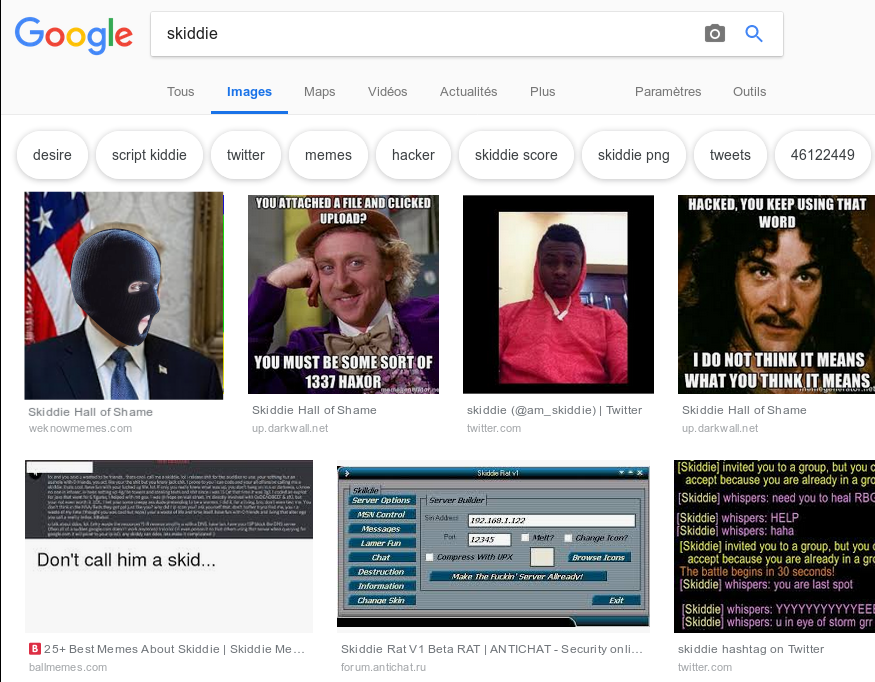 Google
skiddie
Tous Images Maps Vidéos Actualités Plus Paramètres Outils
desire script kiddie twitter memes hacker skiddie score skiddie png tweets 46122449
YOU ATTACHED A FILE AND CLICKED
UPLOAD?
YOU MUST BE SOME SORT OF
1337 HAXOR
HACKED, YOU KEEP USING THAT
WORD
I DO NOT THINK IT MEANS
WHAT YOU THINK IT MEANS
Skiddie Hall of Shame
weknowmemes.com
Skiddie Hall of Shame
up.darkwall.net
skiddie (@am_skiddie) | Twitter
twitter.com
Skiddie Hall of Shame
up.darkwall.net
Don't call him a skid...
Skiddie Rat v1
Skiddie
Server Options
MSN Control
Messages
Lamer Fun
Chat
Destruction
Information
Change Skin
Server Builder
Sin Address 192.168.1.122
Port 12345 Melt? Change Icon?
Compress With UPX Browse Icons
Make The Fuckin' Server Allready!
Exit
[Skiddie] invited you to a group, but you
accept because you are already in a
[Skiddie] whispers: need you to heal RBG
[Skiddie] whispers: HELP
[Skiddie] whispers: haha
[Skiddie] invited you to a group, but you
accept because you are already in a
The battle begins in 30 seconds!
[Skiddie] whispers: you are last spot
[Skiddie] whispers: YYYYYYYYYYYEEE
[Skiddie] whispers: u in eye of storm grr
B 25+ Best Memes About Skiddie | Skiddie Me...
ballmemes.com
Skiddie Rat V1 Beta RAT | ANTICHAT - Security onli...
forum.antichat.ru
skiddie hashtag on Twitter
twitter.com